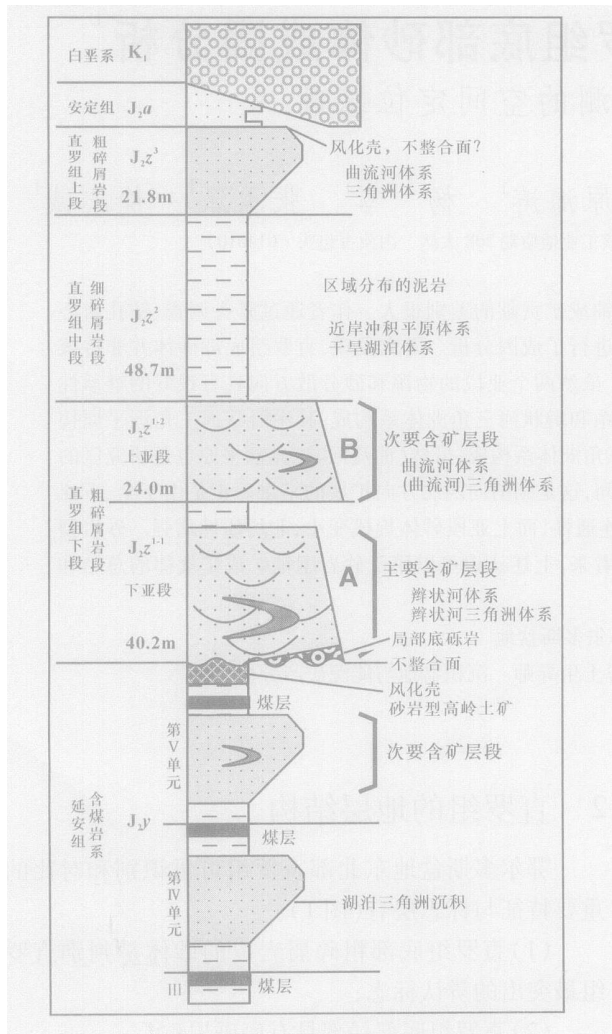 白垩系 K₁
安定组 J₂a
风化壳，不整合面？
直罗组上段
粗碎屑岩段
J₂z³
21.8m
曲流河体系
三角洲体系
直罗组中段
细碎屑岩段
J₂z²
48.7m
区域分布的泥岩
近岸冲积平原体系
干旱湖泊体系
直罗组下段
粗碎屑岩段
J₂z¹⁻²
上亚段
24.0m
B
次要含矿层段
曲流河体系
(曲流河)三角洲体系
J₂z¹⁻¹
下亚段
40.2m
A
主要含矿层段
辫状河体系
辫状河三角洲体系
局部底砾岩
不整合面
风化壳
砂岩型高岭土矿
延安组
含煤岩系
J₂y
煤层
第V单元
次要含矿层段
煤层
第IV单元
湖泊三角洲沉积
III
煤层